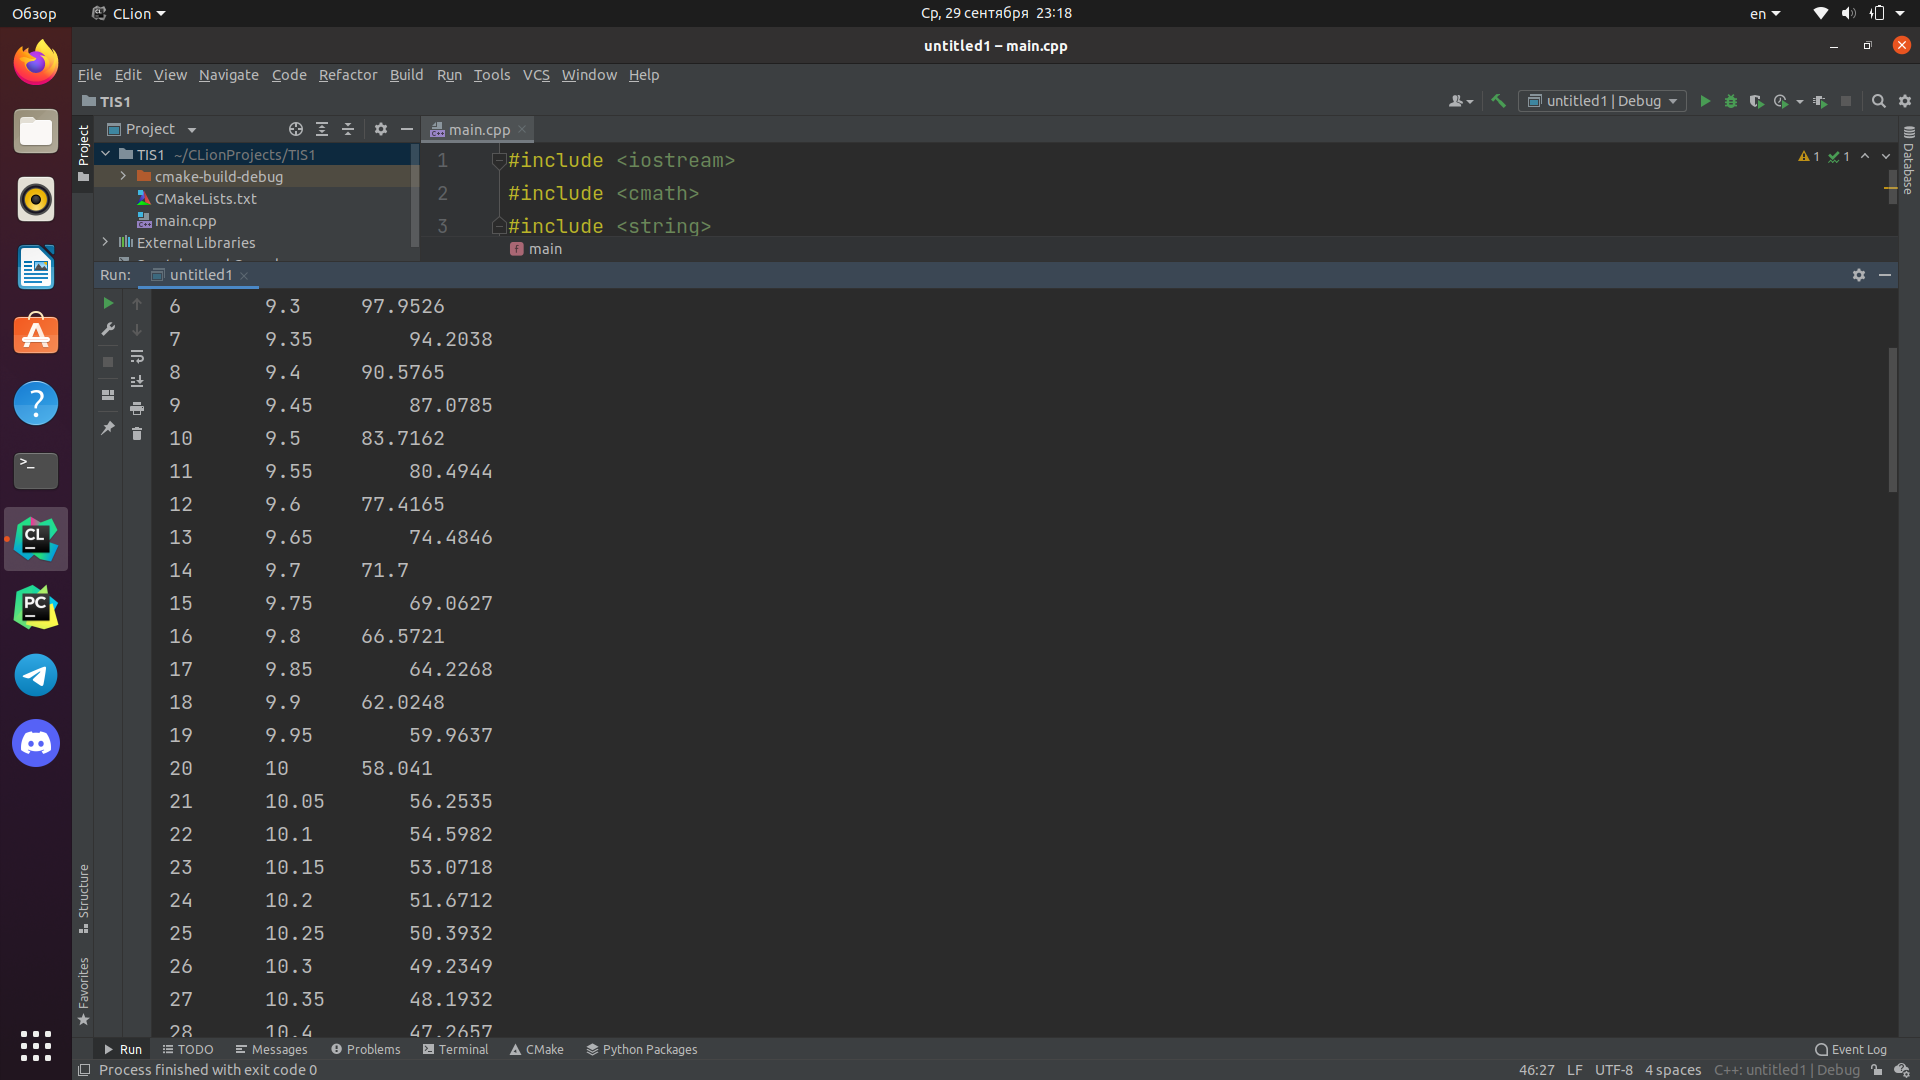 Обзор CLion Ср, 29 сентября 23:18 en
untitled1 – main.cpp
File Edit View Navigate Code Refactor Build Run Tools VCS Window Help
TIS1 untitled1 | Debug
Project main.cpp
TIS1 ~/CLionProjects/TIS1
cmake-build-debug
CMakeLists.txt
main.cpp
External Libraries
1 #include <iostream>
2 #include <cmath>
3 #include <string>
1 1
main
Project
Database
Run: untitled1
6 9.3 97.9526
7 9.35 94.2038
8 9.4 90.5765
9 9.45 87.0785
10 9.5 83.7162
11 9.55 80.4944
12 9.6 77.4165
13 9.65 74.4846
14 9.7 71.7
15 9.75 69.0627
16 9.8 66.5721
17 9.85 64.2268
18 9.9 62.0248
19 9.95 59.9637
20 10 58.041
21 10.05 56.2535
22 10.1 54.5982
23 10.15 53.0718
24 10.2 51.6712
25 10.25 50.3932
26 10.3 49.2349
27 10.35 48.1932
28 10.4 47.2657
Structure
Favorites
CL
PC
Run TODO Messages Problems Terminal CMake Python Packages Event Log
Process finished with exit code 0 46:27 LF UTF-8 4 spaces C++: untitled1 | Debug